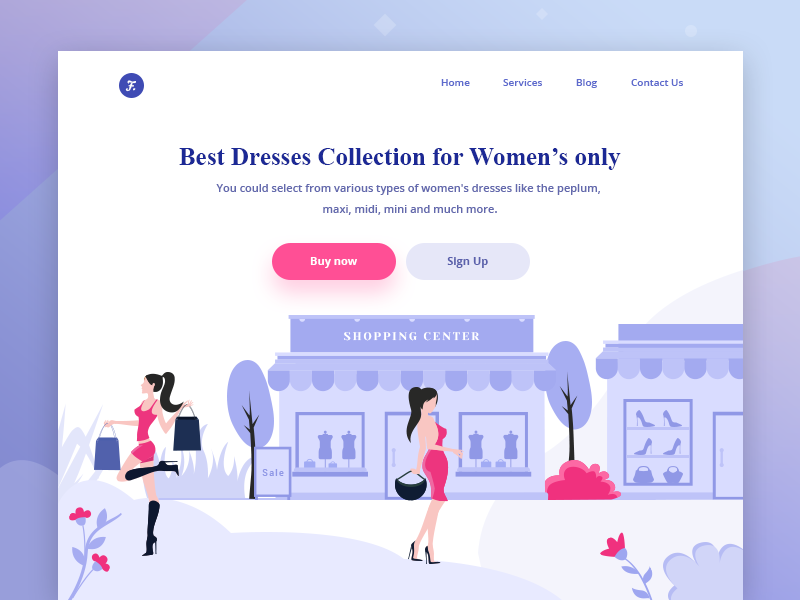 F.
Home Services Blog Contact Us
Best Dresses Collection for Women’s only
You could select from various types of women's dresses like the peplum,
maxi, midi, mini and much more.
Buy now SIgn Up
SHOPPING CENTER
Sale